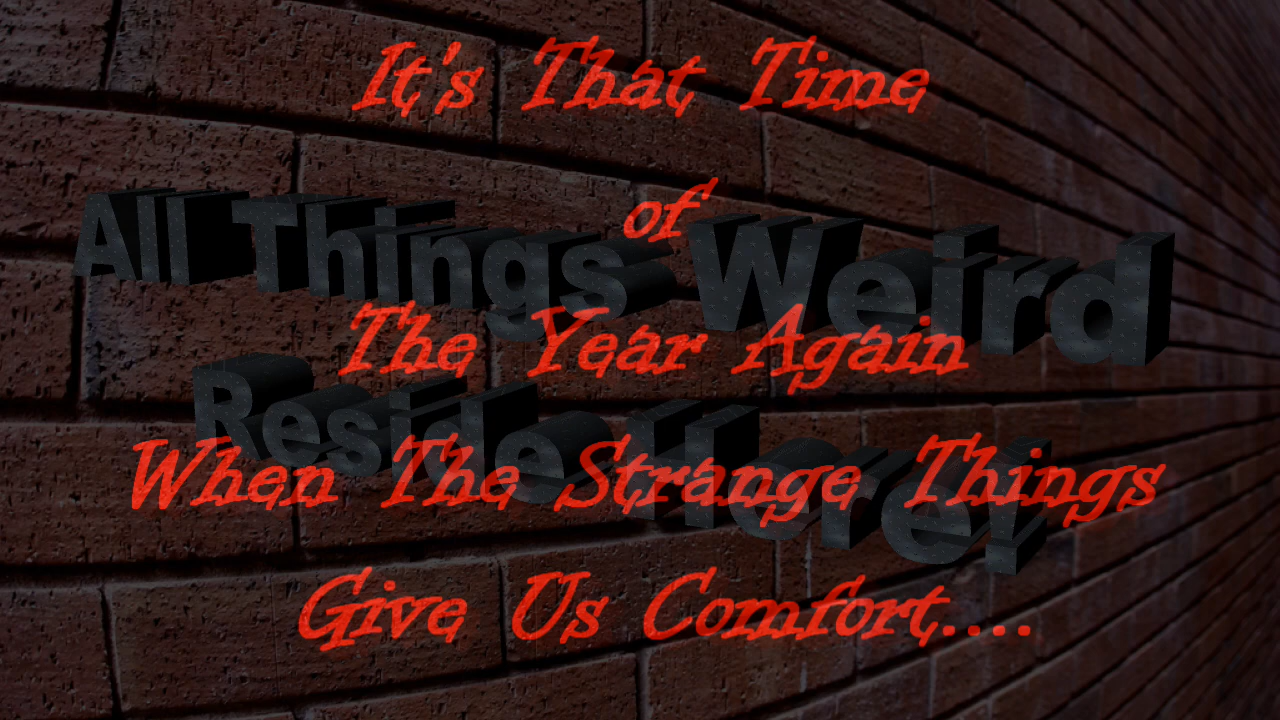 It's That Time
of
All Things Weird
The Year Again
Reside Here!
When The Strange Things
Give Us Comfort....